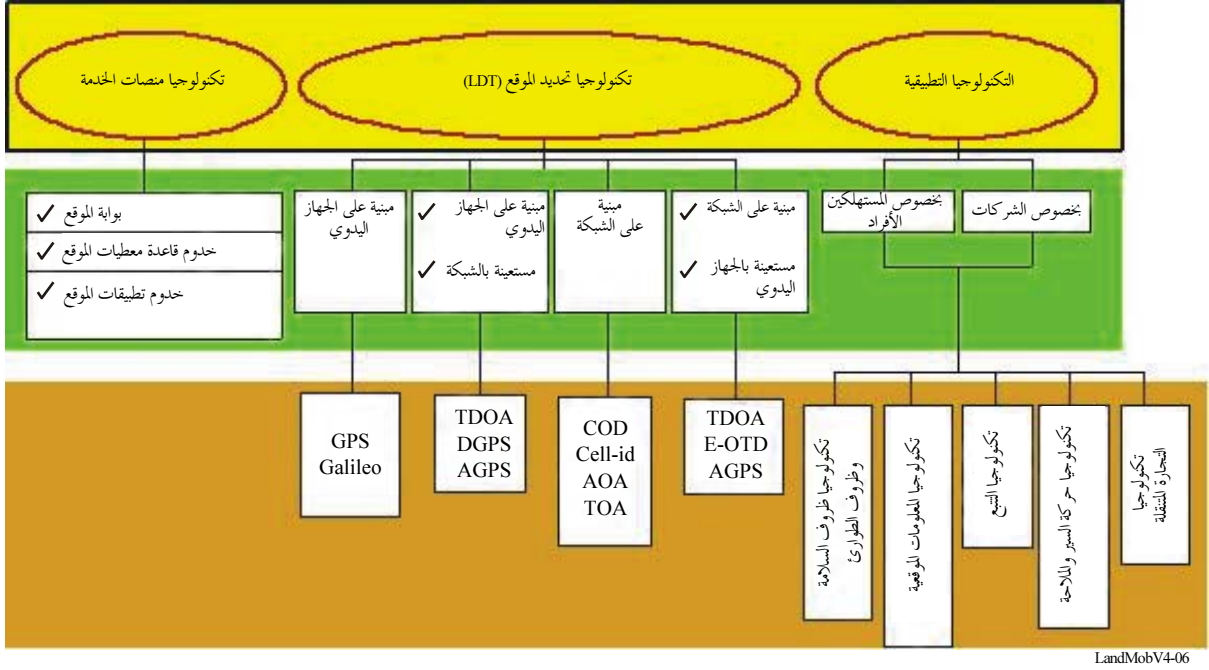 التكنولوجيا التطبيقية
تكنولوجيا تحديد الموقع (LDT)
تكنولوجيا منصات الخدمة
بخصوص الشركات
بخصوص المستهلكين
الأفراد
✓ مبنية على الشبكة
✓ مستعينة بالجهاز
اليدوي
مبنية
على الشبكة
✓ مبنية على الجهاز
اليدوي
✓ مستعينة بالشبكة
مبنية على الجهاز
اليدوي
✓ بوابة الموقع
✓ خدوم قاعدة معطيات الموقع
✓ خدوم تطبيقات الموقع
تكنولوجيا
التجارة المتنقلة
تكنولوجيا حركة السير والملاحة
تكنولوجيا التتبع
تكنولوجيا المعلومات الموقعية
تكنولوجيا ظروف السلامة
وظروف الطوارئ
TDOA
E-OTD
AGPS
COD
Cell-id
AOA
TOA
TDOA
DGPS
AGPS
GPS
Galileo
LandMobV4-06